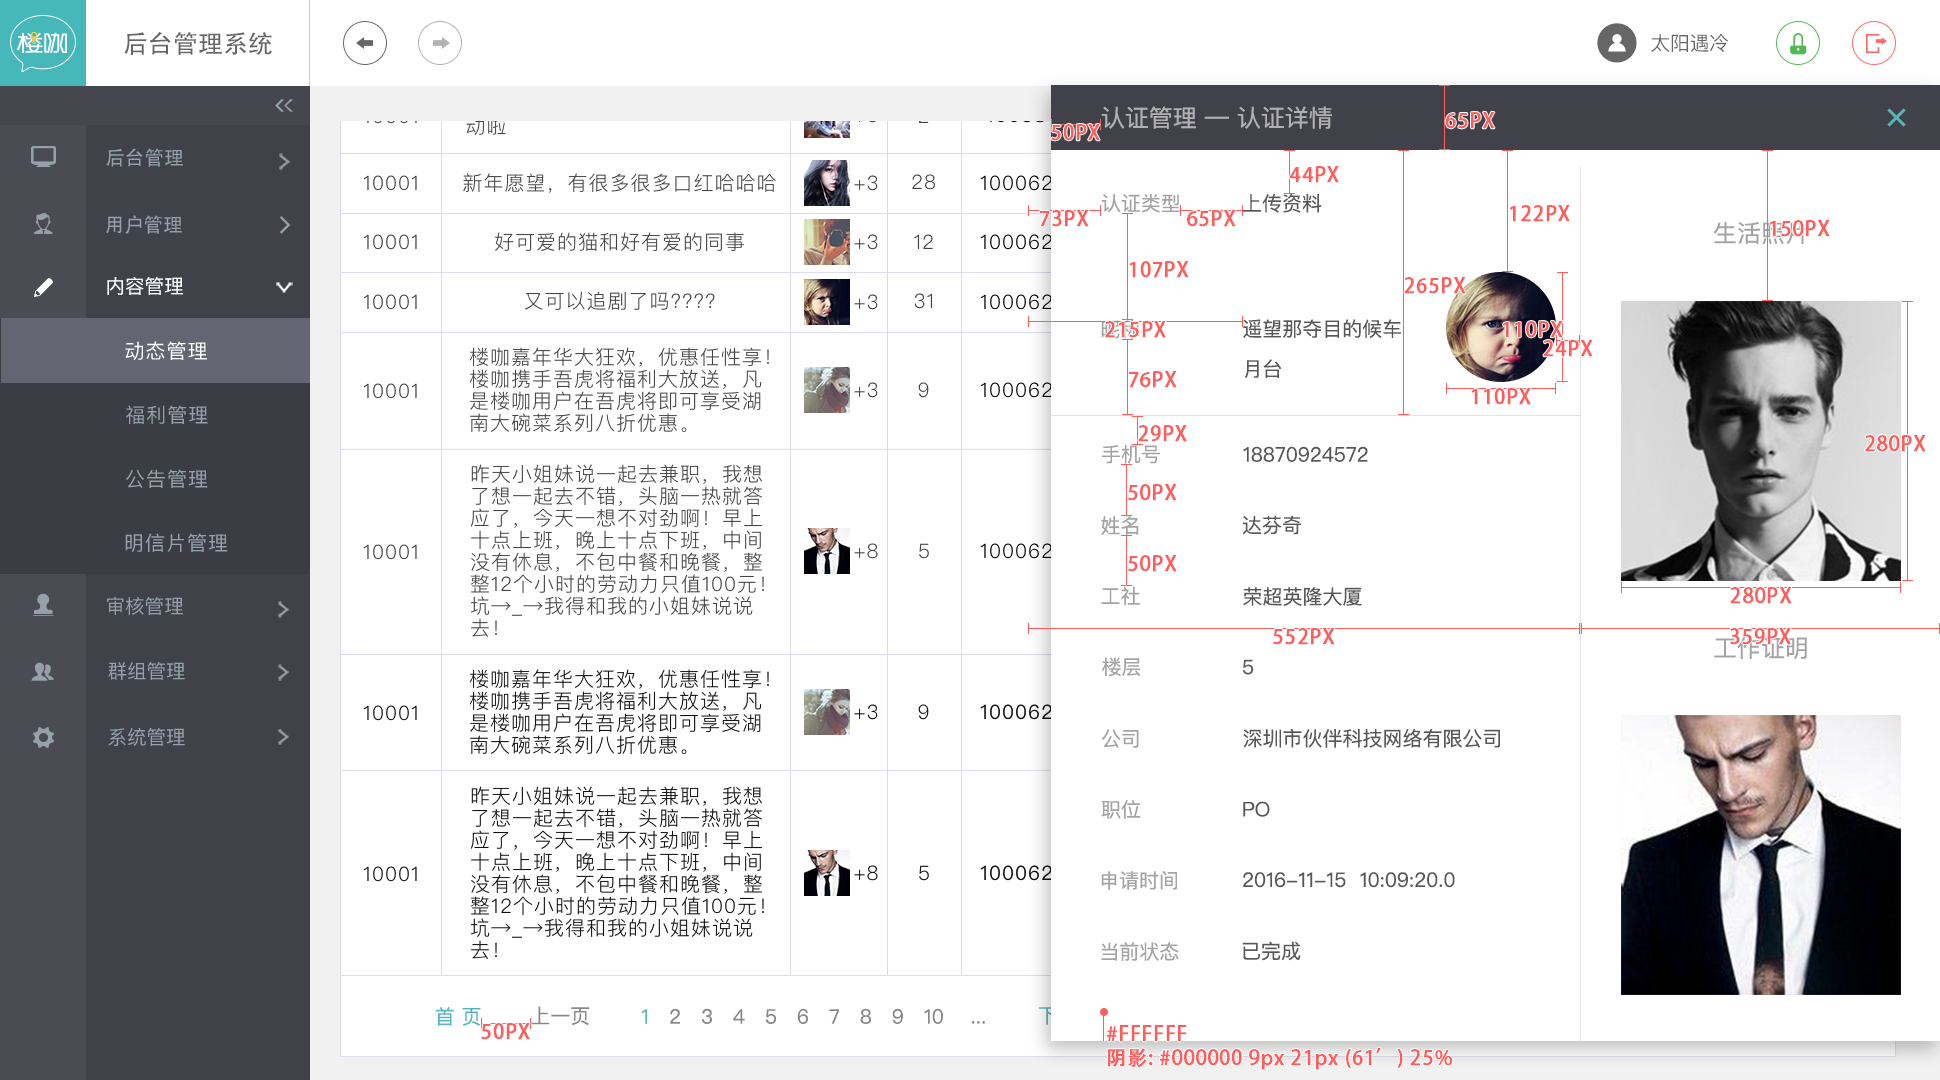 楼咖
后台管理系统
太阳遇冷
后台管理
用户管理
内容管理
动态管理
福利管理
公告管理
明信片管理
审核管理
群组管理
系统管理
动啦
10001 新年愿望，有很多很多口红哈哈哈 +3 28 100062
10001 好可爱的猫和好有爱的同事 +3 12 100062
10001 又可以追剧了吗???? +3 31 100062
楼咖嘉年华大狂欢，优惠任性享！
楼咖携手吾虎将福利大放送，凡
10001 +3 9 100062
是楼咖用户在吾虎将即可享受湖
南大碗菜系列八折优惠。
昨天小姐妹说一起去兼职，我想
了想一起去不错，头脑一热就答
应了，今天一想不对劲啊！早上
十点上班，晚上十点下班，中间
10001 +8 5 100062
没有休息，不包中餐和晚餐，整
整12个小时的劳动力只值100元！
坑→_→我得和我的小姐妹说说
去！
楼咖嘉年华大狂欢，优惠任性享！
楼咖携手吾虎将福利大放送，凡
10001 +3 9 100062
是楼咖用户在吾虎将即可享受湖
南大碗菜系列八折优惠。
昨天小姐妹说一起去兼职，我想
了想一起去不错，头脑一热就答
应了，今天一想不对劲啊！早上
十点上班，晚上十点下班，中间
10001 +8 5 100062
没有休息，不包中餐和晚餐，整
整12个小时的劳动力只值100元！
坑→_→我得和我的小姐妹说说
去！
首 页 上一页 1 2 3 4 5 6 7 8 9 10 ...
50PX
认证管理 — 认证详情
50PX
65PX
44PX
认证类型 上传资料
73PX 65PX
122PX
150PX
生活照片
107PX
265PX
215PX
遥望那夺目的候车
月台
110PX
24PX
76PX
110PX
29PX
280PX
手机号 18870924572
50PX
姓名 达芬奇
50PX
工社 荣超英隆大厦
280PX
552PX
359PX
工作证明
楼层 5
公司 深圳市伙伴科技网络有限公司
职位 PO
申请时间 2016-11-15 10:09:20.0
当前状态 已完成
#FFFFFF
阴影: #000000 9px 21px (61′ ) 25%